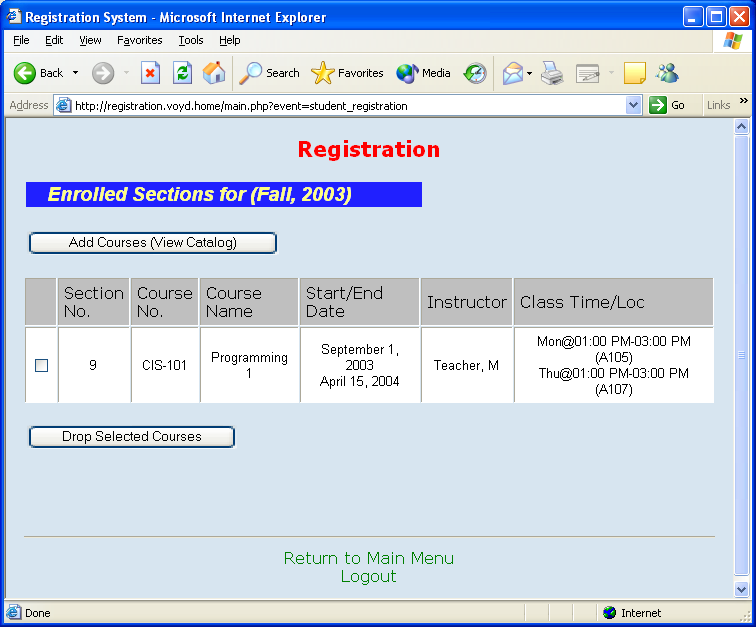 Registration System - Microsoft Internet Explorer
File Edit View Favorites Tools Help
Back Search Favorites Media
Address http://registration.voyd.home/main.php?event=student_registration Go Links »
Registration
Enrolled Sections for (Fall, 2003)
Add Courses (View Catalog)
Section No. Course No. Course Name Start/End Date Instructor Class Time/Loc
9 CIS-101 Programming 1 September 1, 2003 April 15, 2004 Teacher, M Mon@01:00 PM-03:00 PM (A105) Thu@01:00 PM-03:00 PM (A107)
Drop Selected Courses
Return to Main Menu
Logout
Done Internet